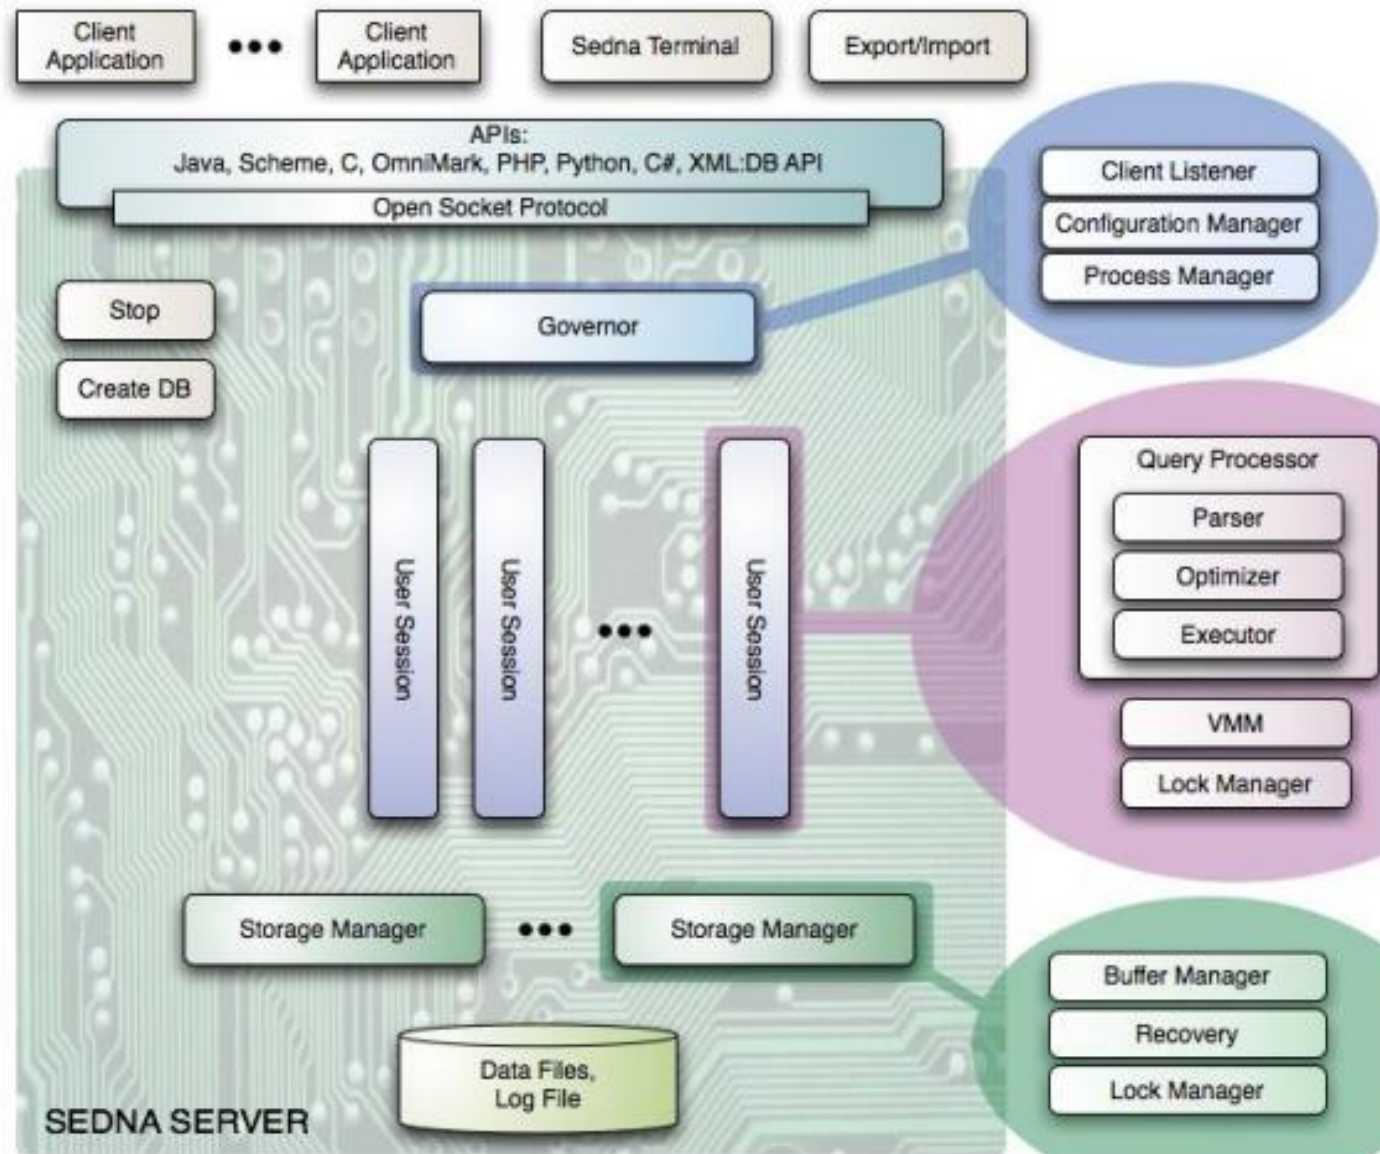 Client
Application
Client
Application
Sedna Terminal
Export/Import
APIs:
Java, Scheme, C, OmniMark, PHP, Python, C#, XML:DB API
Open Socket Protocol
Client Listener
Configuration Manager
Process Manager
Stop
Create DB
Governor
User Session
User Session
User Session
Query Processor
Parser
Optimizer
Executor
VMM
Lock Manager
Storage Manager
Storage Manager
Buffer Manager
Recovery
Lock Manager
Data Files,
Log File
SEDNA SERVER